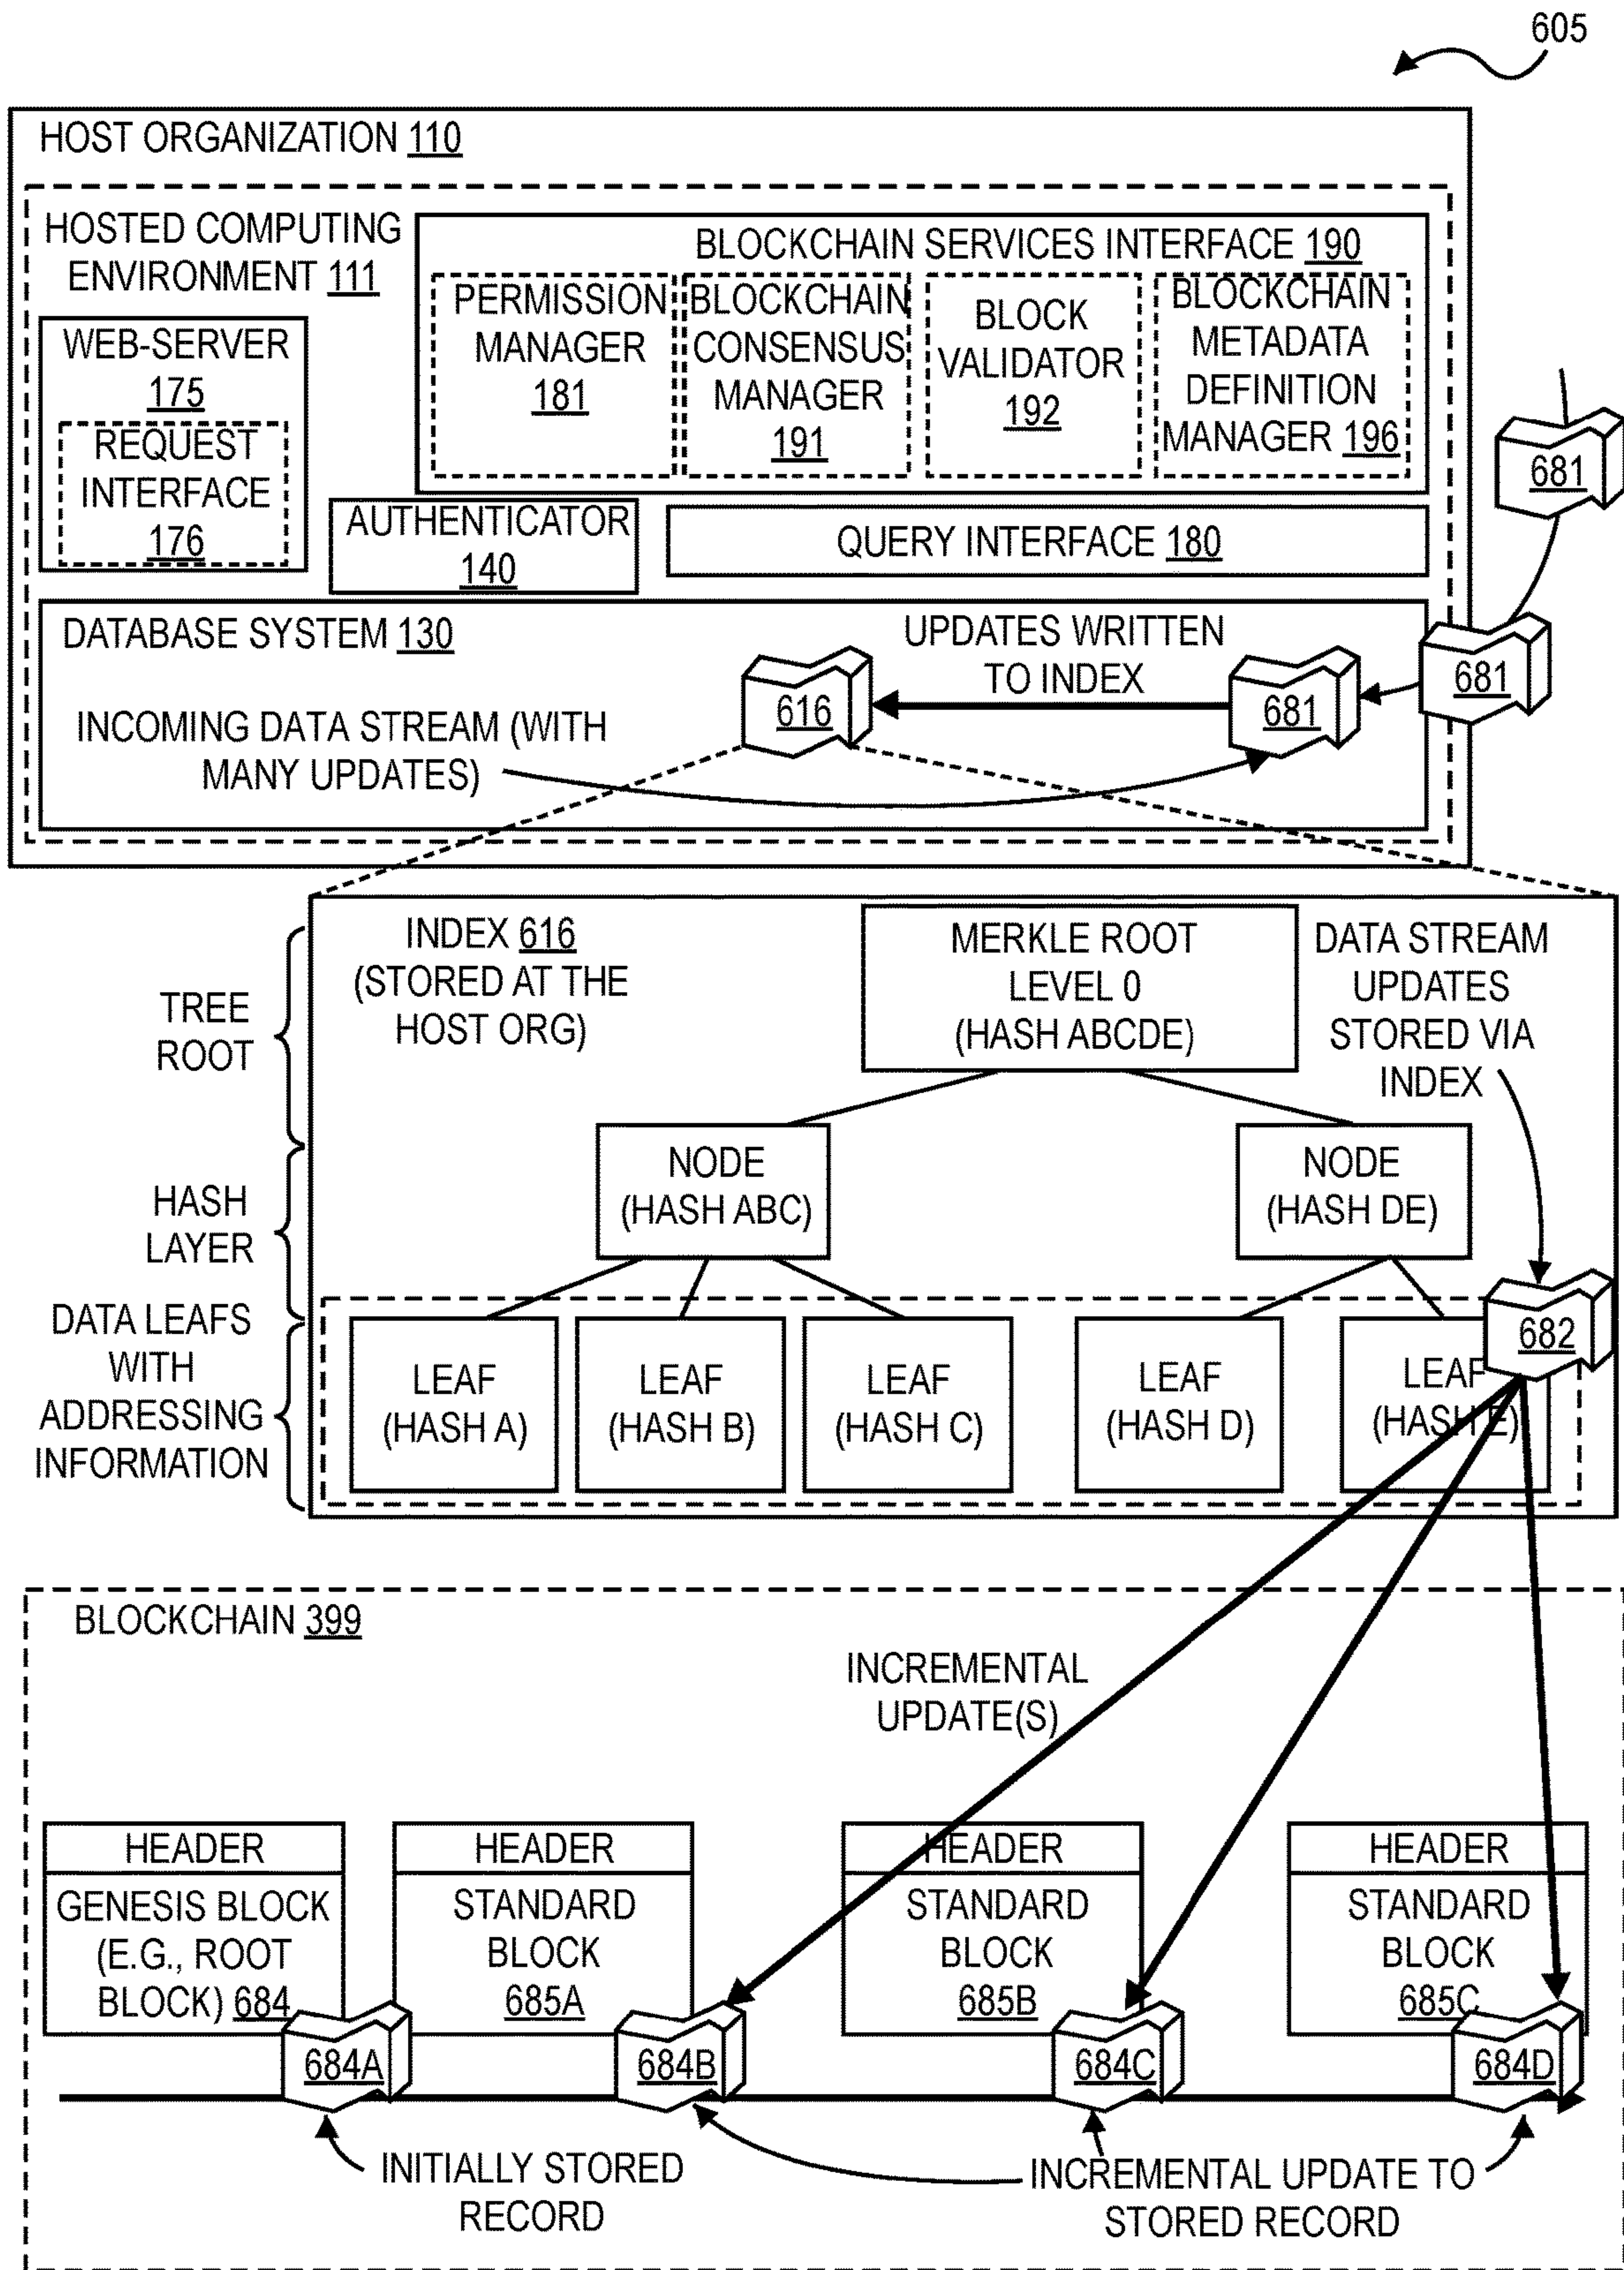 605
HOST ORGANIZATION 110
HOSTED COMPUTING
ENVIRONMENT 111
BLOCKCHAIN SERVICES INTERFACE 190
PERMISSION
MANAGER
181
BLOCKCHAIN
CONSENSUS
MANAGER
191
BLOCK
VALIDATOR
192
BLOCKCHAIN
METADATA
DEFINITION
MANAGER 196
WEB-SERVER
175
REQUEST
INTERFACE
176
AUTHENTICATOR
140
QUERY INTERFACE 180
681
681
DATABASE SYSTEM 130
UPDATES WRITTEN
TO INDEX
616
681
INCOMING DATA STREAM (WITH
MANY UPDATES)
TREE
ROOT
INDEX 616
(STORED AT THE
HOST ORG)
MERKLE ROOT
LEVEL 0
(HASH ABCDE)
DATA STREAM
UPDATES
STORED VIA
INDEX
HASH
LAYER
NODE
(HASH ABC)
NODE
(HASH DE)
DATA LEAFS
WITH
ADDRESSING
INFORMATION
LEAF
(HASH A)
LEAF
(HASH B)
LEAF
(HASH C)
LEAF
(HASH D)
LEAF
(HASH E)
682
BLOCKCHAIN 399
INCREMENTAL
UPDATE(S)
HEADER
GENESIS BLOCK
(E.G., ROOT
BLOCK) 684
HEADER
STANDARD
BLOCK
685A
HEADER
STANDARD
BLOCK
685B
HEADER
STANDARD
BLOCK
685C
684A
684B
684C
684D
INITIALLY STORED
RECORD
INCREMENTAL UPDATE TO
STORED RECORD